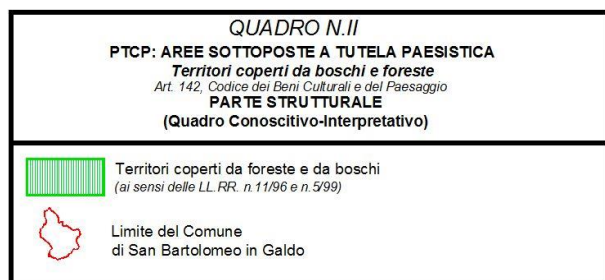 QUADRO N.II
PTCP: AREE SOTTOPOSTE A TUTELA PAESISTICA
Territori coperti da boschi e foreste
Art. 142, Codice dei Beni Culturali e del Paesaggio
PARTE STRUTTURALE
(Quadro Conoscitivo-Interpretativo)
Territori coperti da foreste e da boschi
(ai sensi delle LL.RR. n.11/96 e n.5/99)
Limite del Comune
di San Bartolomeo in Galdo